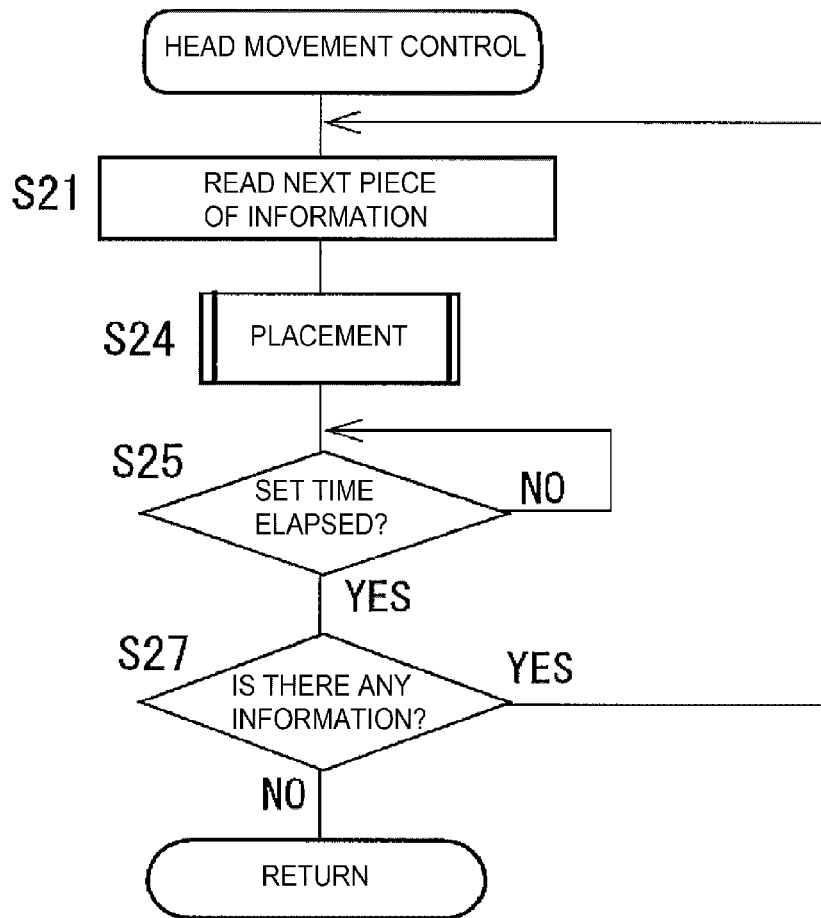 HEAD MOVEMENT CONTROL
S21
READ NEXT PIECE
OF INFORMATION
S24
PLACEMENT
S25
SET TIME
ELAPSED?
NO
YES
S27
IS THERE ANY
INFORMATION?
YES
NO
RETURN